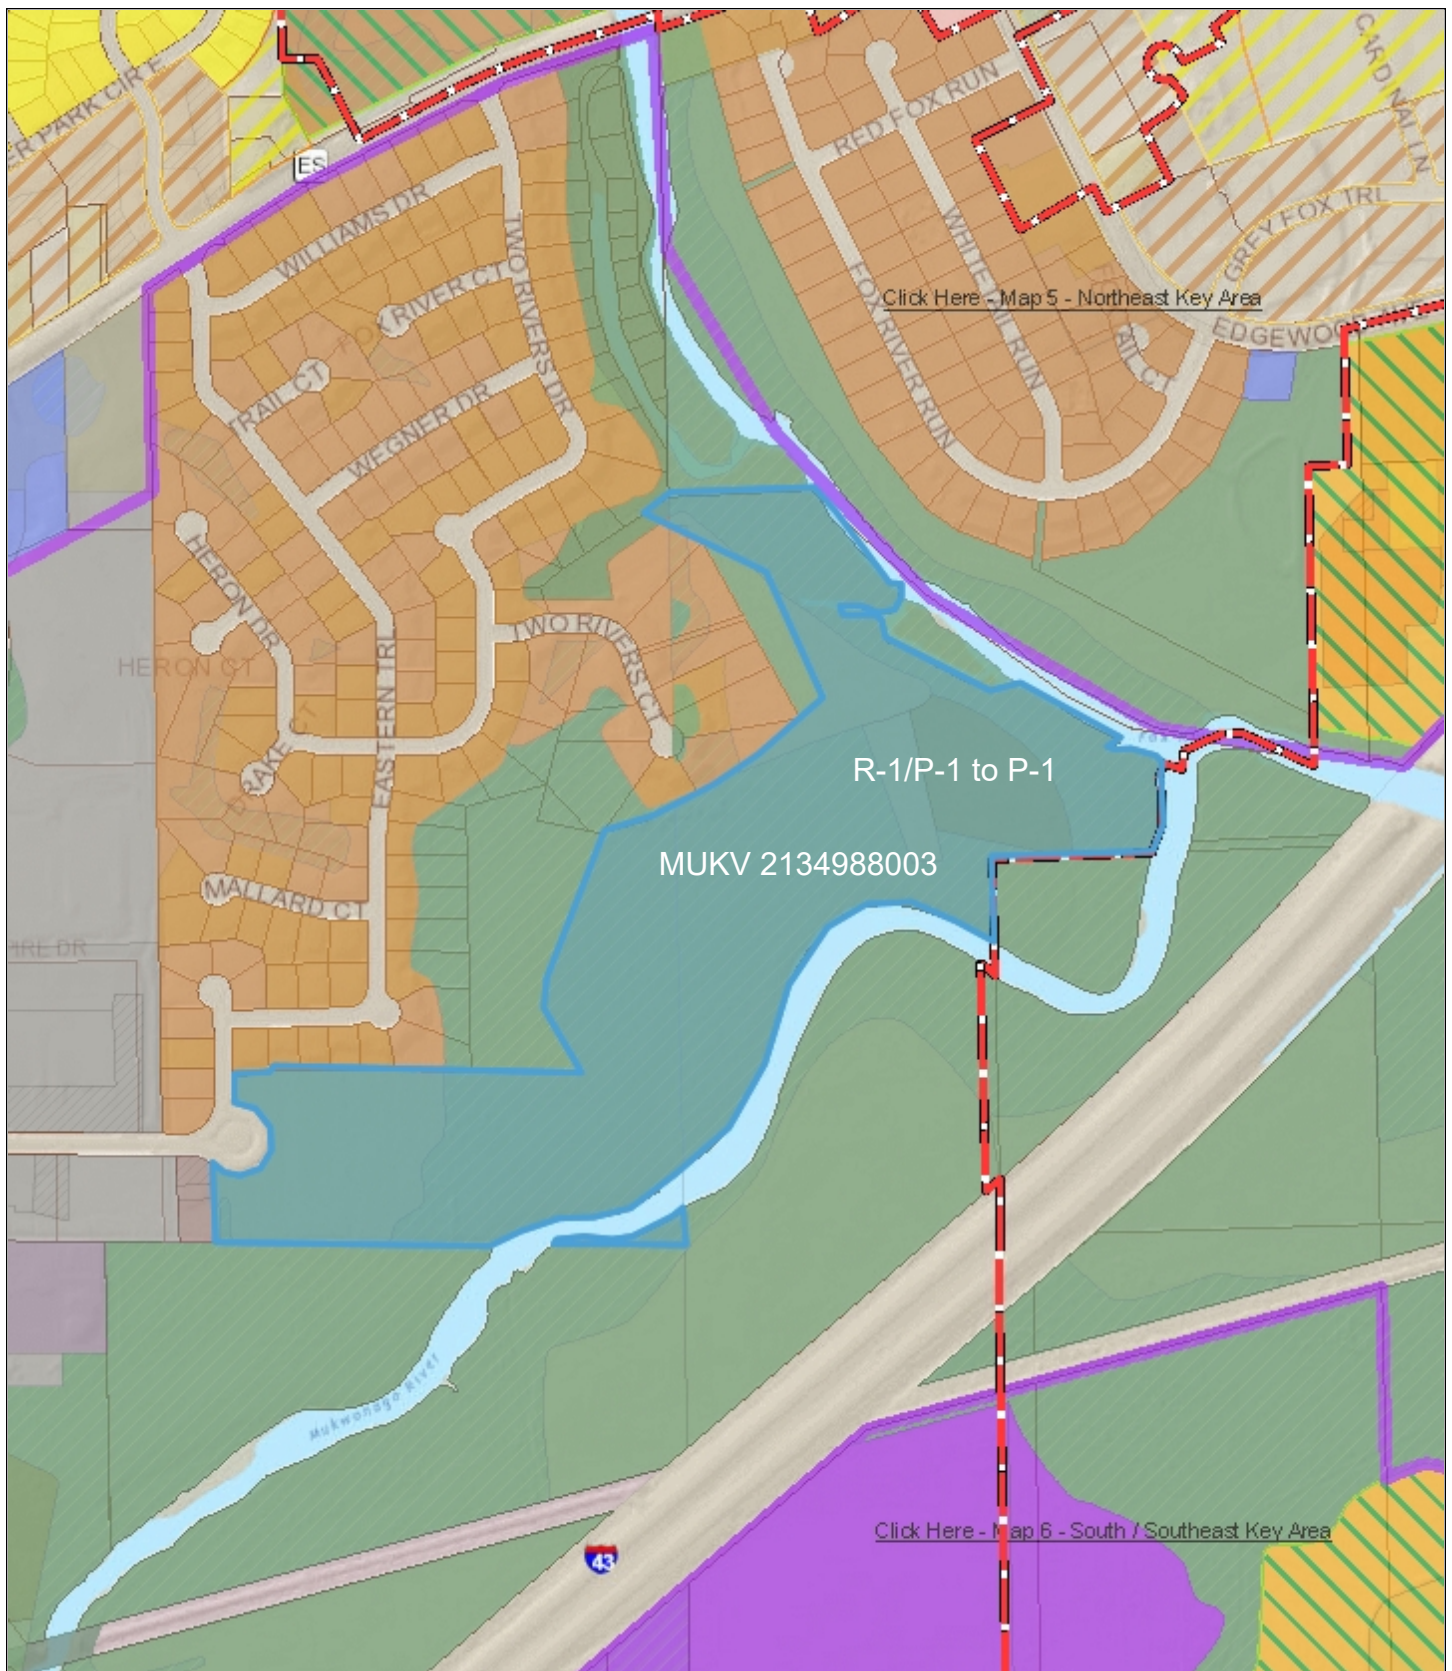 CARDINAL LN
ES
RED FOX RUN
WILLIAMS DR
TWO RIVERS DR
FOX RIVER CT
WHITE TAIL RUN
GREY FOX TRL
Click Here - Map 5 - Northeast Key Area
FOX RIVER RUN
TRAIL CT
WEGNER DR
HERON DR
TWO RIVERS CT
HERON CT
EASTERN TRL
DRAKE CT
R-1/P-1 to P-1
MUKV 2134988003
MALLARD CT
Mukwonago River
Click Here - Map 6 - South / Southeast Key Area
43